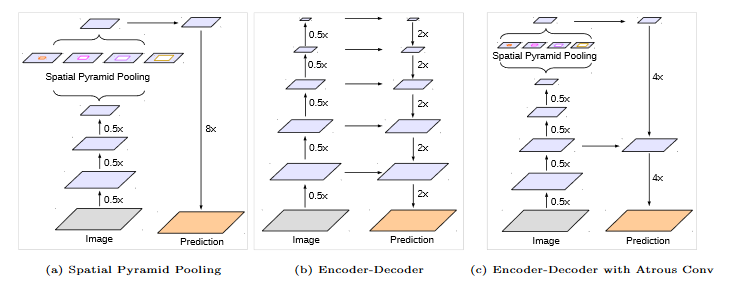 Spatial Pyramid Pooling
0.5x
0.5x
0.5x
8x
Image
Prediction
(a) Spatial Pyramid Pooling
0.5x
0.5x
0.5x
0.5x
0.5x
2x
2x
2x
2x
2x
Image
Prediction
(b) Encoder-Decoder
Spatial Pyramid Pooling
0.5x
0.5x
0.5x
0.5x
4x
4x
Image
Prediction
(c) Encoder-Decoder with Atrous Conv